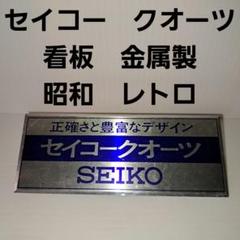 セイコー　クオーツ
看板　金属製
昭和　レトロ
正確さと豊富なデザイン
セイコークオーツ
SEIKO